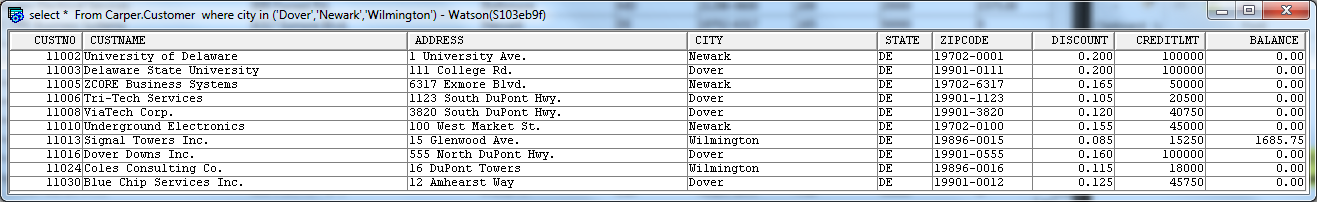 select * From Carper.Customer where city in ('Dover','Newark','Wilmington') - Watson(S103eb9f)
CUSTNO CUSTNAME ADDRESS CITY STATE ZIPCODE DISCOUNT CREDITLMT BALANCE
11002 University of Delaware 1 University Ave. Newark DE 19702-0001 0.200 100000 0.00
11003 Delaware State University 111 College Rd. Dover DE 19901-0111 0.200 100000 0.00
11005 ZCORE Business Systems 6317 Exmore Blvd. Newark DE 19702-6317 0.165 50000 0.00
11006 Tri-Tech Services 1123 South DuPont Hwy. Dover DE 19901-1123 0.105 20500 0.00
11008 ViaTech Corp. 3820 South DuPont Hwy. Dover DE 19901-3820 0.120 40750 0.00
11010 Underground Electronics 100 West Market St. Newark DE 19702-0100 0.155 45000 0.00
11013 Signal Towers Inc. 15 Glenwood Ave. Wilmington DE 19896-0015 0.085 15250 1685.75
11016 Dover Downs Inc. 555 North DuPont Hwy. Dover DE 19901-0555 0.160 100000 0.00
11024 Coles Consulting Co. 16 DuPont Towers Wilmington DE 19896-0016 0.115 18000 0.00
11030 Blue Chip Services Inc. 12 Amhearst Way Dover DE 19901-0012 0.125 45750 0.00